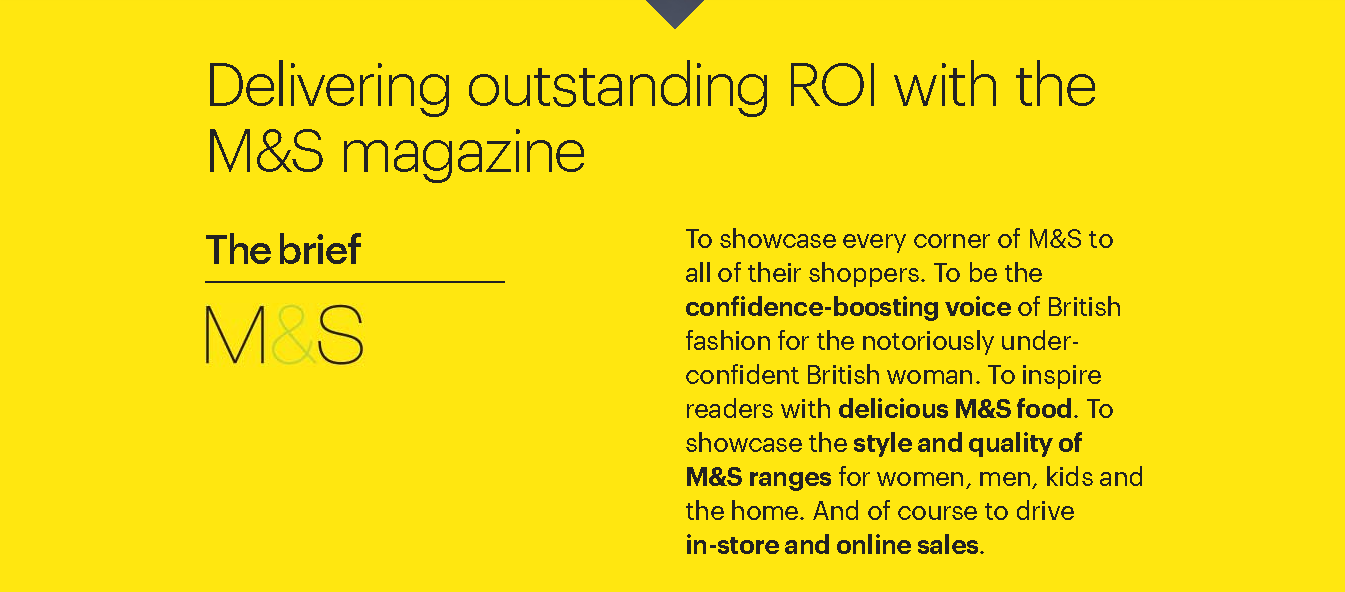 Delivering outstanding ROI with the
M&S magazine
The brief
M&S
To showcase every corner of M&S to
all of their shoppers. To be the
confidence-boosting voice of British
fashion for the notoriously under-
confident British woman. To inspire
readers with delicious M&S food. To
showcase the style and quality of
M&S ranges for women, men, kids and
the home. And of course to drive
in-store and online sales.